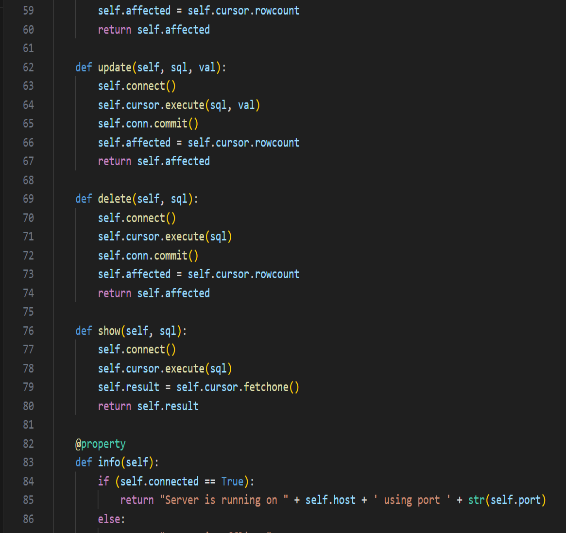 59 self.affected = self.cursor.rowcount
60 return self.affected
61
62 def update(self, sql, val):
63 self.connect()
64 self.cursor.execute(sql, val)
65 self.conn.commit()
66 self.affected = self.cursor.rowcount
67 return self.affected
68
69 def delete(self, sql):
70 self.connect()
71 self.cursor.execute(sql)
72 self.conn.commit()
73 self.affected = self.cursor.rowcount
74 return self.affected
75
76 def show(self, sql):
77 self.connect()
78 self.cursor.execute(sql)
79 self.result = self.cursor.fetchone()
80 return self.result
81
82 @property
83 def info(self):
84 if (self.connected == True):
85 return "Server is running on " + self.host + ' using port ' + str(self.port)
86 else: